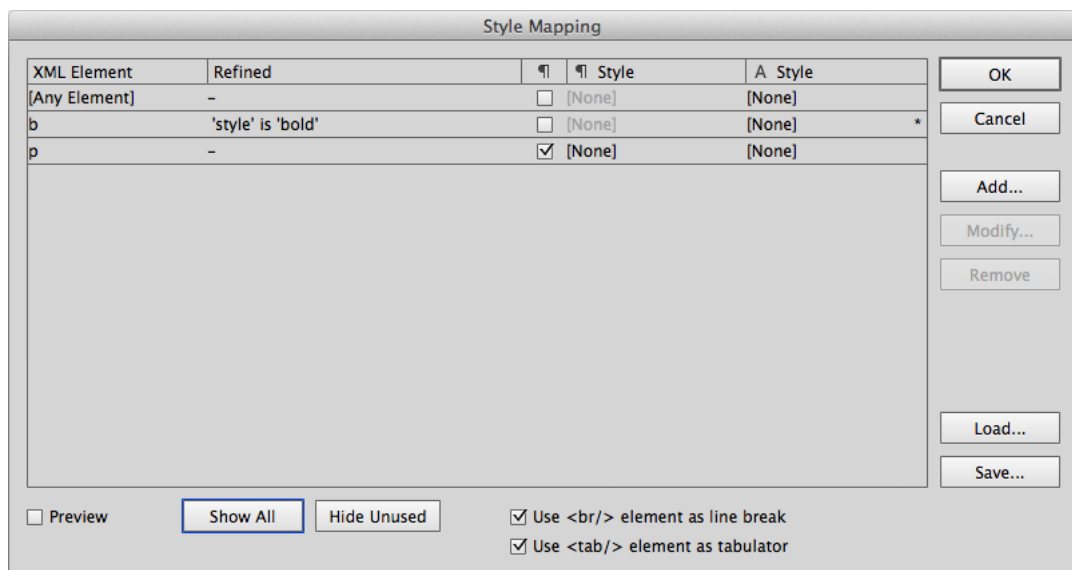 Style Mapping
XML Element Refined ¶ ¶ Style A Style
[Any Element] – [None] [None]
b 'style' is 'bold' [None] [None] *
p – [None] [None]
OK
Cancel
Add...
Modify...
Remove
Load...
Save...
Preview Show All Hide Unused Use <br/> element as line break
Use <tab/> element as tabulator